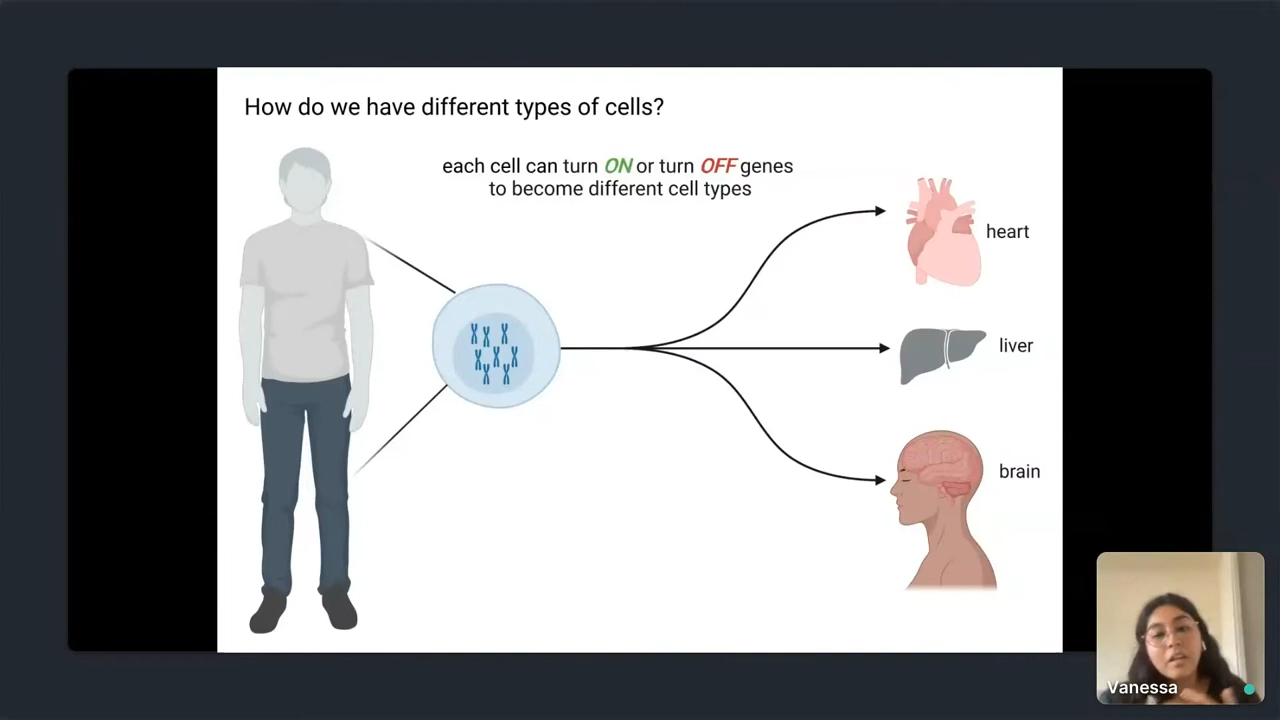 How do we have different types of cells?
each cell can turn ON or turn OFF genes
to become different cell types
heart
liver
brain
Vanessa